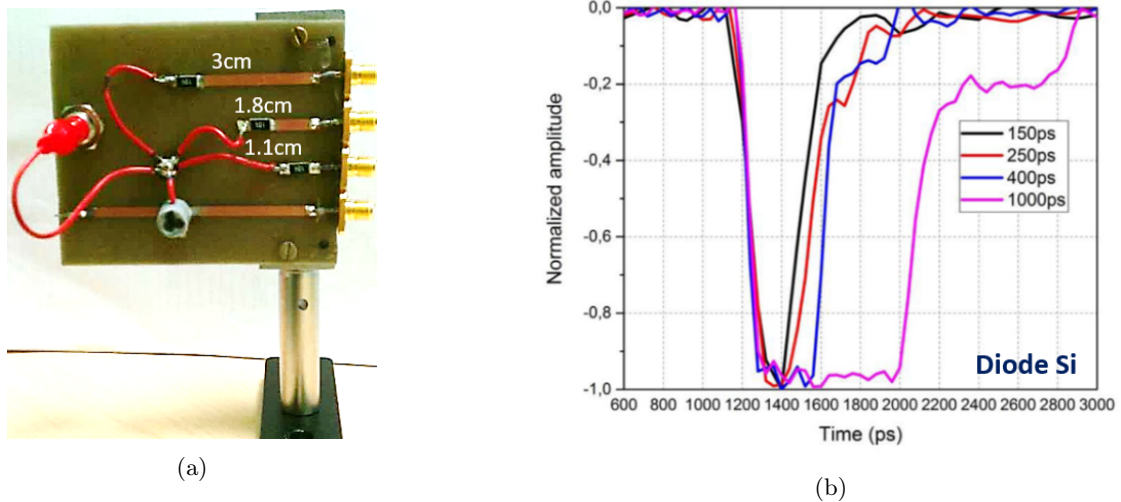 3cm
1.8cm
1.1cm
(a)
Normalized amplitude
0,0
-0,2
-0,4
-0,6
-0,8
-1,0
150ps
250ps
400ps
1000ps
Diode Si
600 800 1000 1200 1400 1600 1800 2000 2200 2400 2600 2800 3000
Time (ps)
(b)